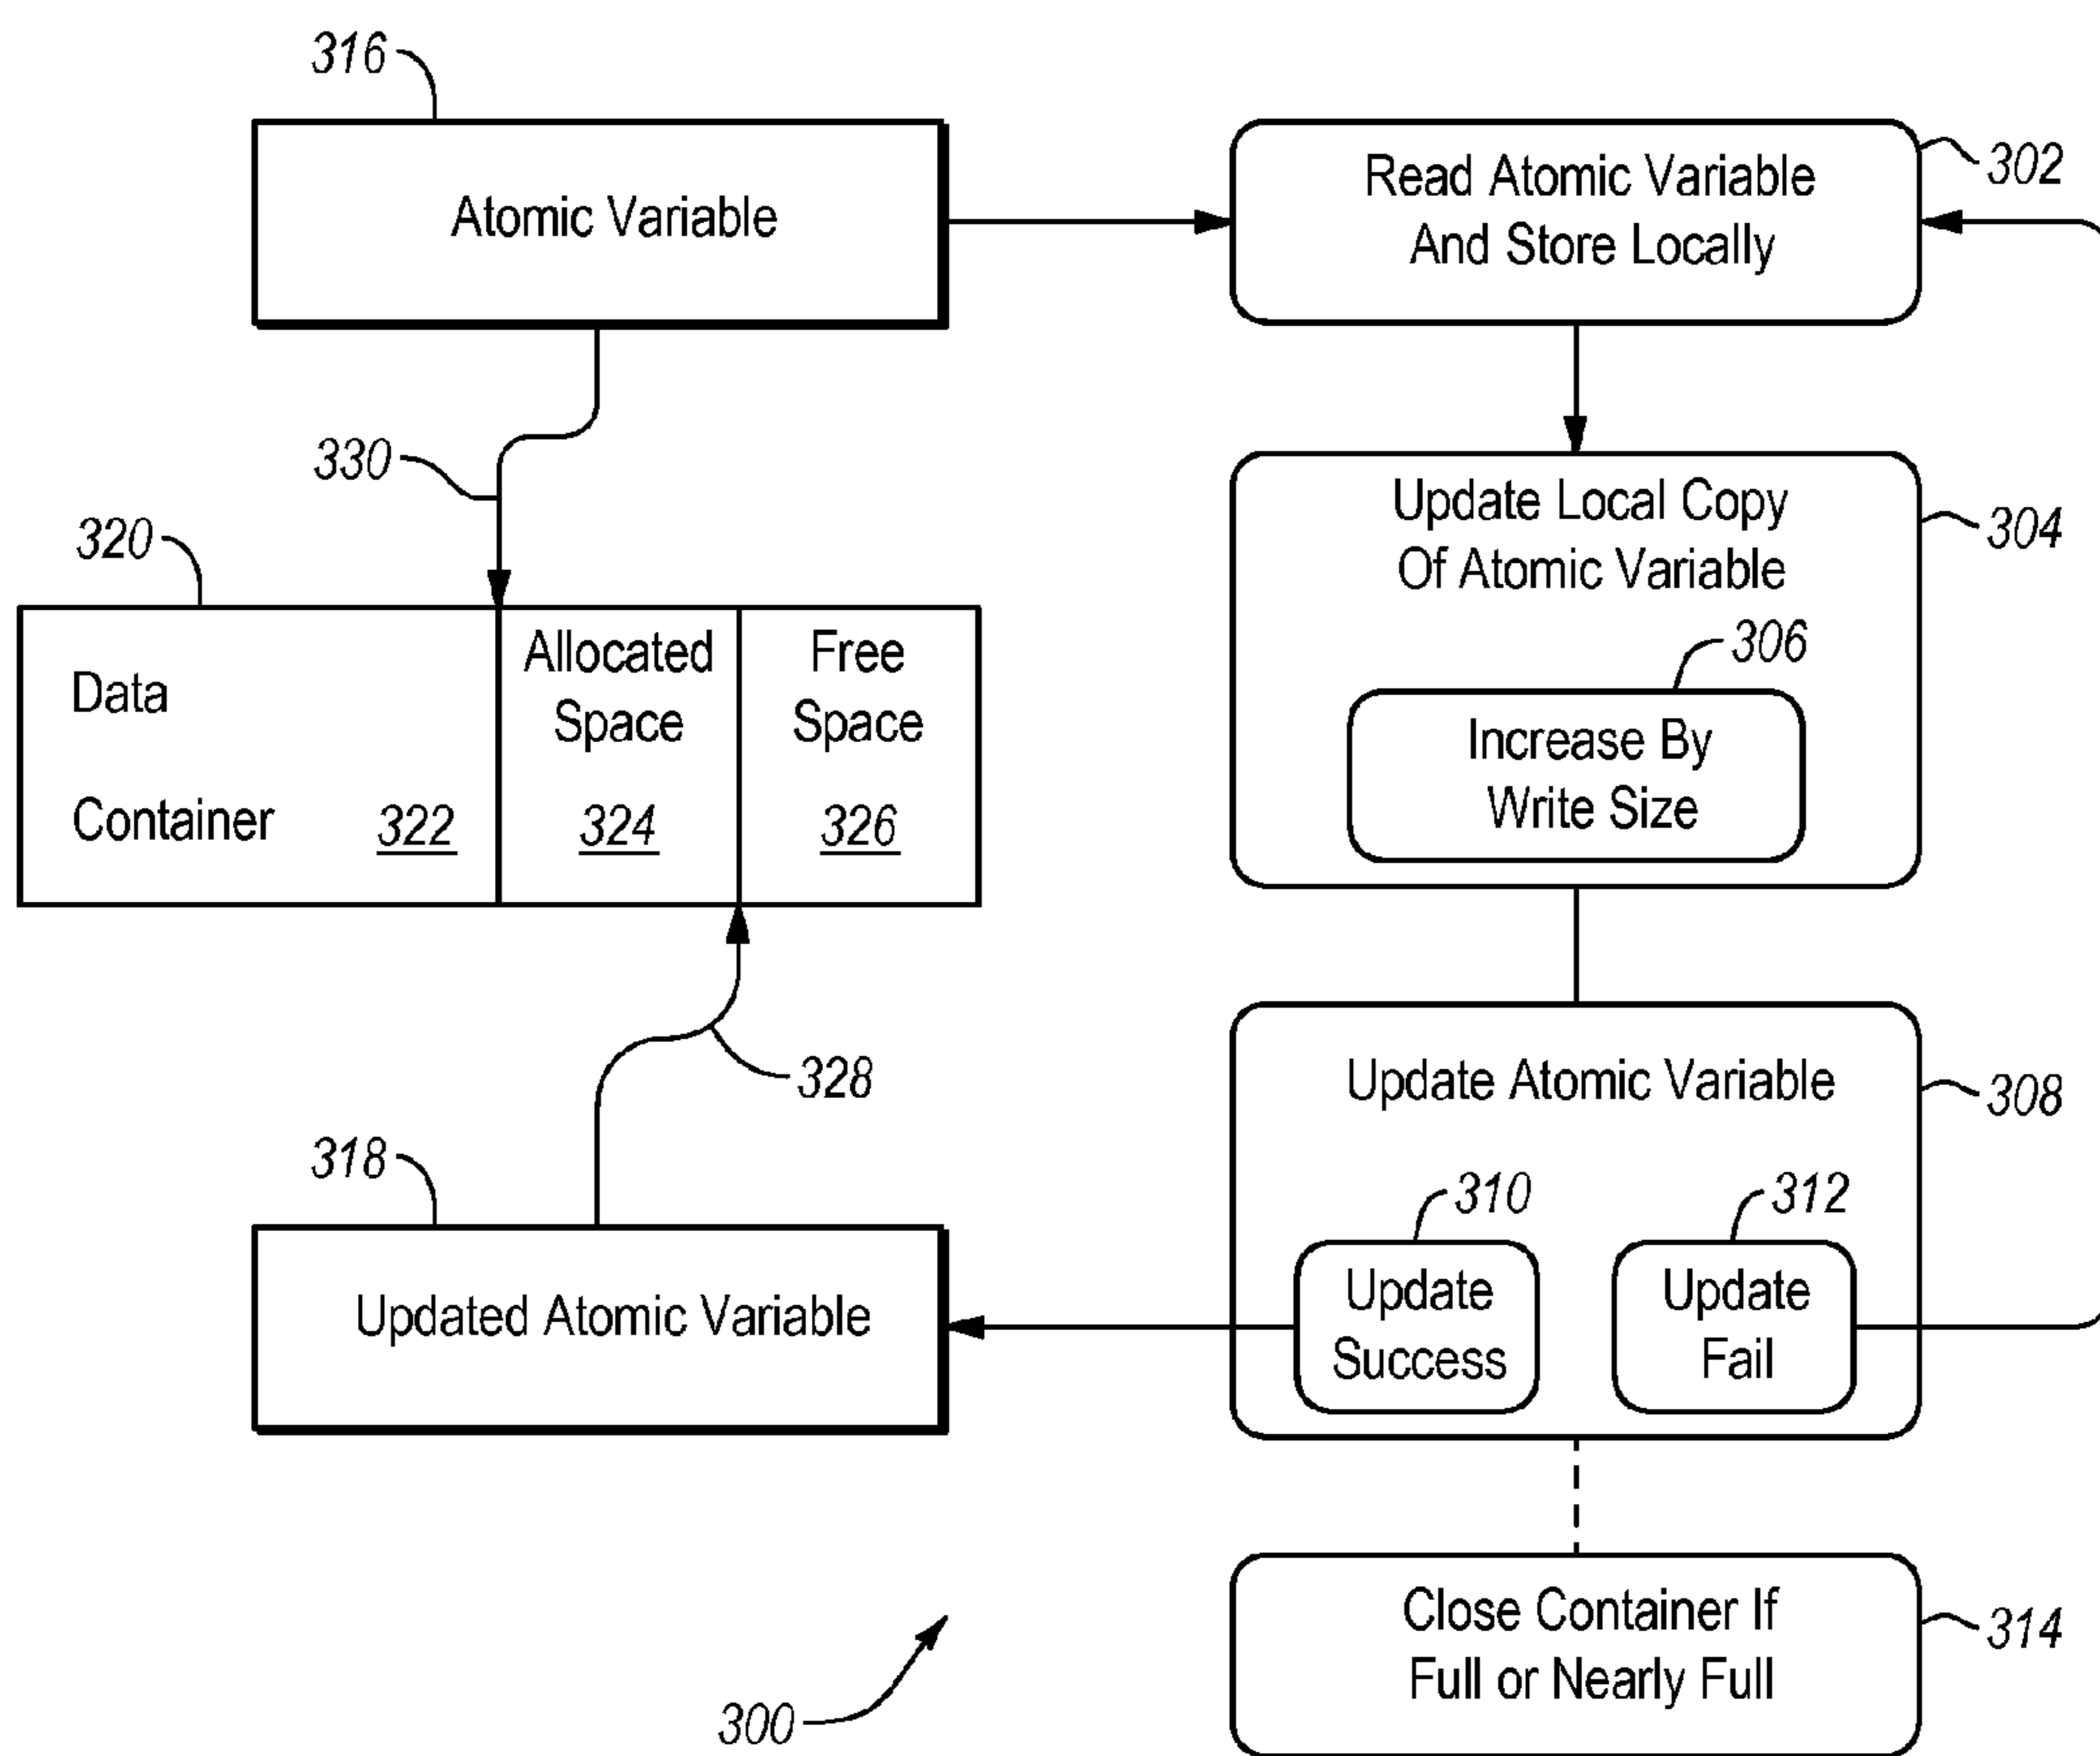 316
Atomic Variable
Read Atomic Variable
And Store Locally
302
330
320
Data
Container
322
Allocated
Space
324
Free
Space
326
Update Local Copy
Of Atomic Variable
304
306
Increase By
Write Size
328
Update Atomic Variable
308
310
Update
Success
312
Update
Fail
318
Updated Atomic Variable
Close Container If
Full or Nearly Full
314
300